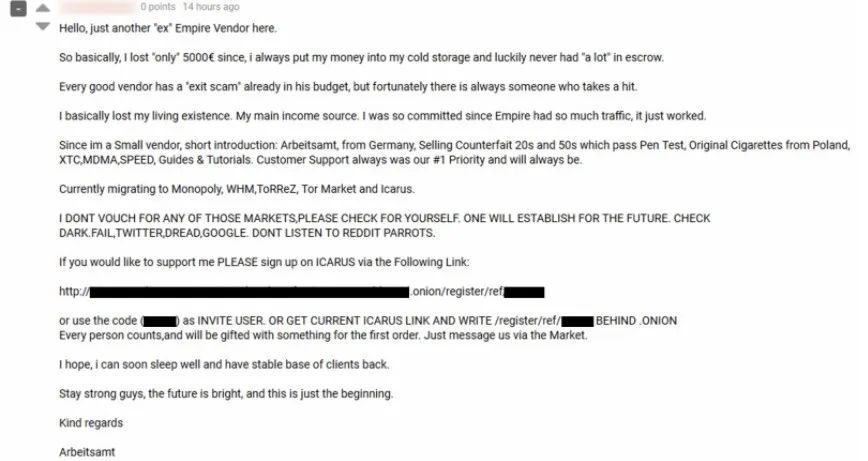 0 points 14 hours ago
Hello, just another "ex" Empire Vendor here.
So basically, I lost "only" 5000€ since, i always put my money into my cold storage and luckily never had "a lot" in escrow.
Every good vendor has a "exit scam" already in his budget, but fortunately there is always someone who takes a hit.
I basically lost my living existence. My main income source. I was so committed since Empire had so much traffic, it just worked.
Since im a Small vendor, short introduction: Arbeitsamt, from Germany, Selling Counterfait 20s and 50s which pass Pen Test, Original Cigarettes from Poland,
XTC,MDMA,SPEED, Guides & Tutorials. Customer Support always was our #1 Priority and will always be.
Currently migrating to Monopoly, WHM,ToRReZ, Tor Market and Icarus.
I DONT VOUCH FOR ANY OF THOSE MARKETS,PLEASE CHECK FOR YOURSELF. ONE WILL ESTABLISH FOR THE FUTURE. CHECK
DARK.FAIL,TWITTER,DREAD,GOOGLE. DONT LISTEN TO REDDIT PARROTS.
If you would like to support me PLEASE sign up on ICARUS via the Following Link:
http:// .onion/register/ref/
or use the code ( ) as INVITE USER. OR GET CURRENT ICARUS LINK AND WRITE /register/ref/ BEHIND .ONION
Every person counts,and will be gifted with something for the first order. Just message us via the Market.
I hope, i can soon sleep well and have stable base of clients back.
Stay strong guys, the future is bright, and this is just the beginning.
Kind regards
Arbeitsamt